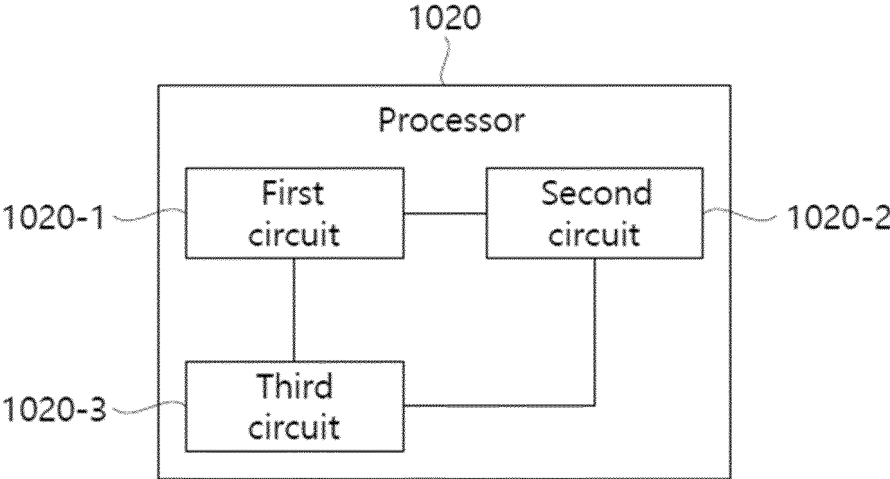 1020
Processor
First
circuit
Second
circuit
1020-1
1020-2
Third
circuit
1020-3